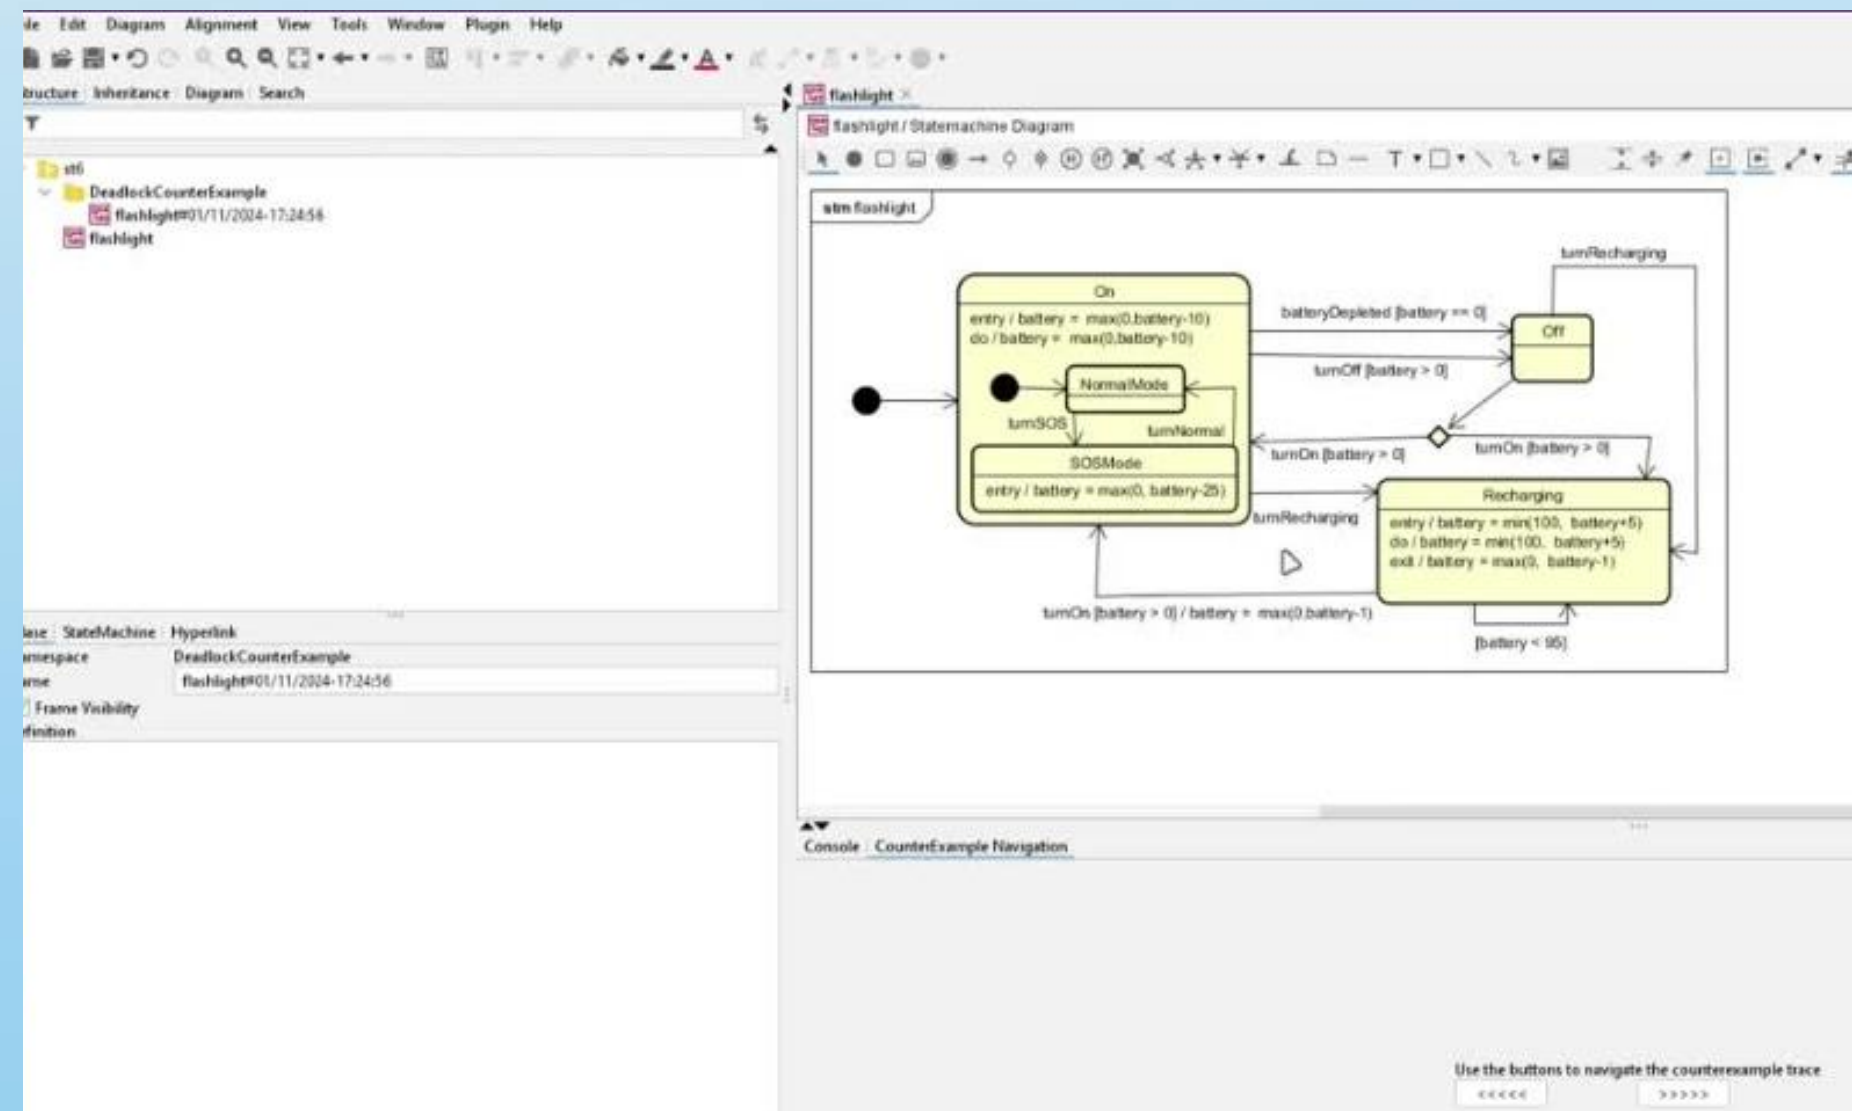 le Edit Diagram Alignment View Tools Window Plugin Help
tructure Inheritance Diagram Search
st6
DeadlockCounterExample
flashlight#01/11/2024-17:24:56
flashlight
ase StateMachine Hyperlink
amespace DeadlockCounterExample
ame flashlight#01/11/2024-17:24:56
Frame Visibility
efinition
flashlight
flashlight / Statemachine Diagram
stm flashlight
turnRecharging
On
entry / battery = max(0,battery-10)
do / battery = max(0,battery-10)
batteryDepleted [battery == 0]
Off
turnOff [battery > 0]
NormalMode
turnSOS
turnNormal
SOSMode
entry / battery = max(0, battery-25)
turnOn [battery > 0]
turnOn [battery > 0]
turnRecharging
Recharging
entry / battery = min(100, battery+5)
do / battery = min(100, battery+5)
exit / battery = max(0, battery-1)
turnOn [battery > 0] / battery = max(0,battery-1)
[battery < 95]
Console CounterExample Navigation
Use the buttons to navigate the counterexample trace
<<<<< >>>>>